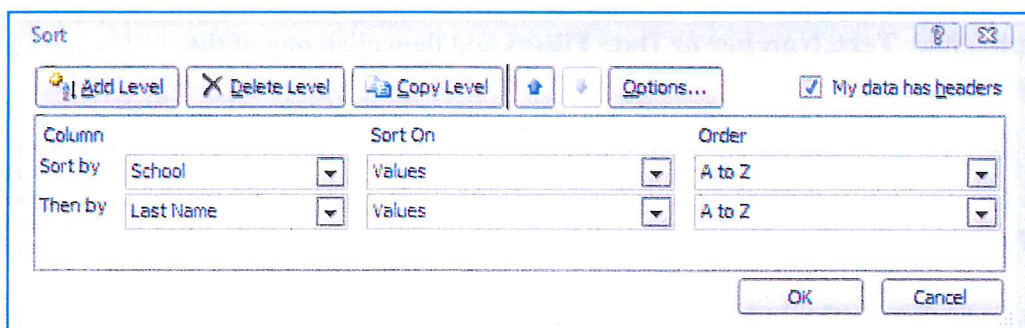 Sort
Add Level Delete Level Copy Level Options... My data has headers
Column Sort On Order
Sort by School Values A to Z
Then by Last Name Values A to Z
OK Cancel